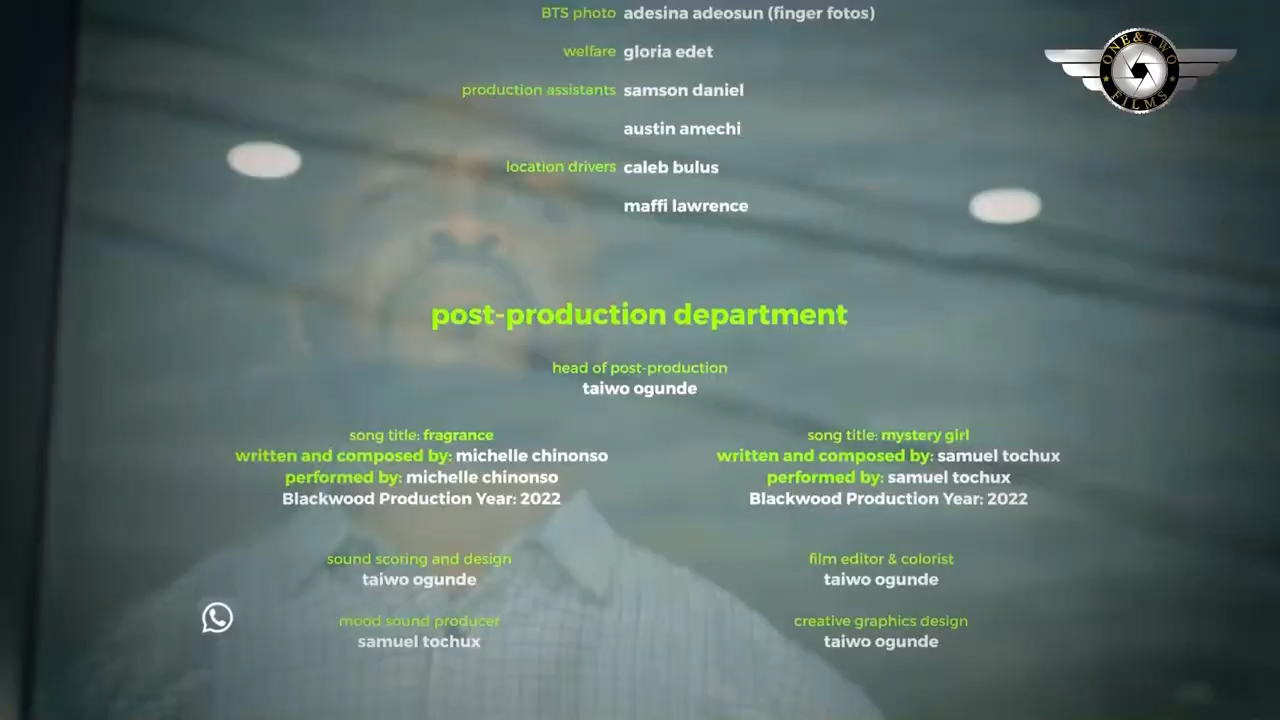 BTS photo adesina adeosun (finger fotos)
welfare gloria edet
production assistants samson daniel
austin amechi
location drivers caleb bulus
maffi lawrence
post-production department
head of post-production
taiwo ogunde
song title: fragrance
written and composed by: michelle chinonso
performed by: michelle chinonso
Blackwood Production Year: 2022
song title: mystery girl
written and composed by: samuel tochux
performed by: samuel tochux
Blackwood Production Year: 2022
sound scoring and design
taiwo ogunde
film editor & colorist
taiwo ogunde
mood sound producer
samuel tochux
creative graphics design
taiwo ogunde
ONE&TWO
FILMS